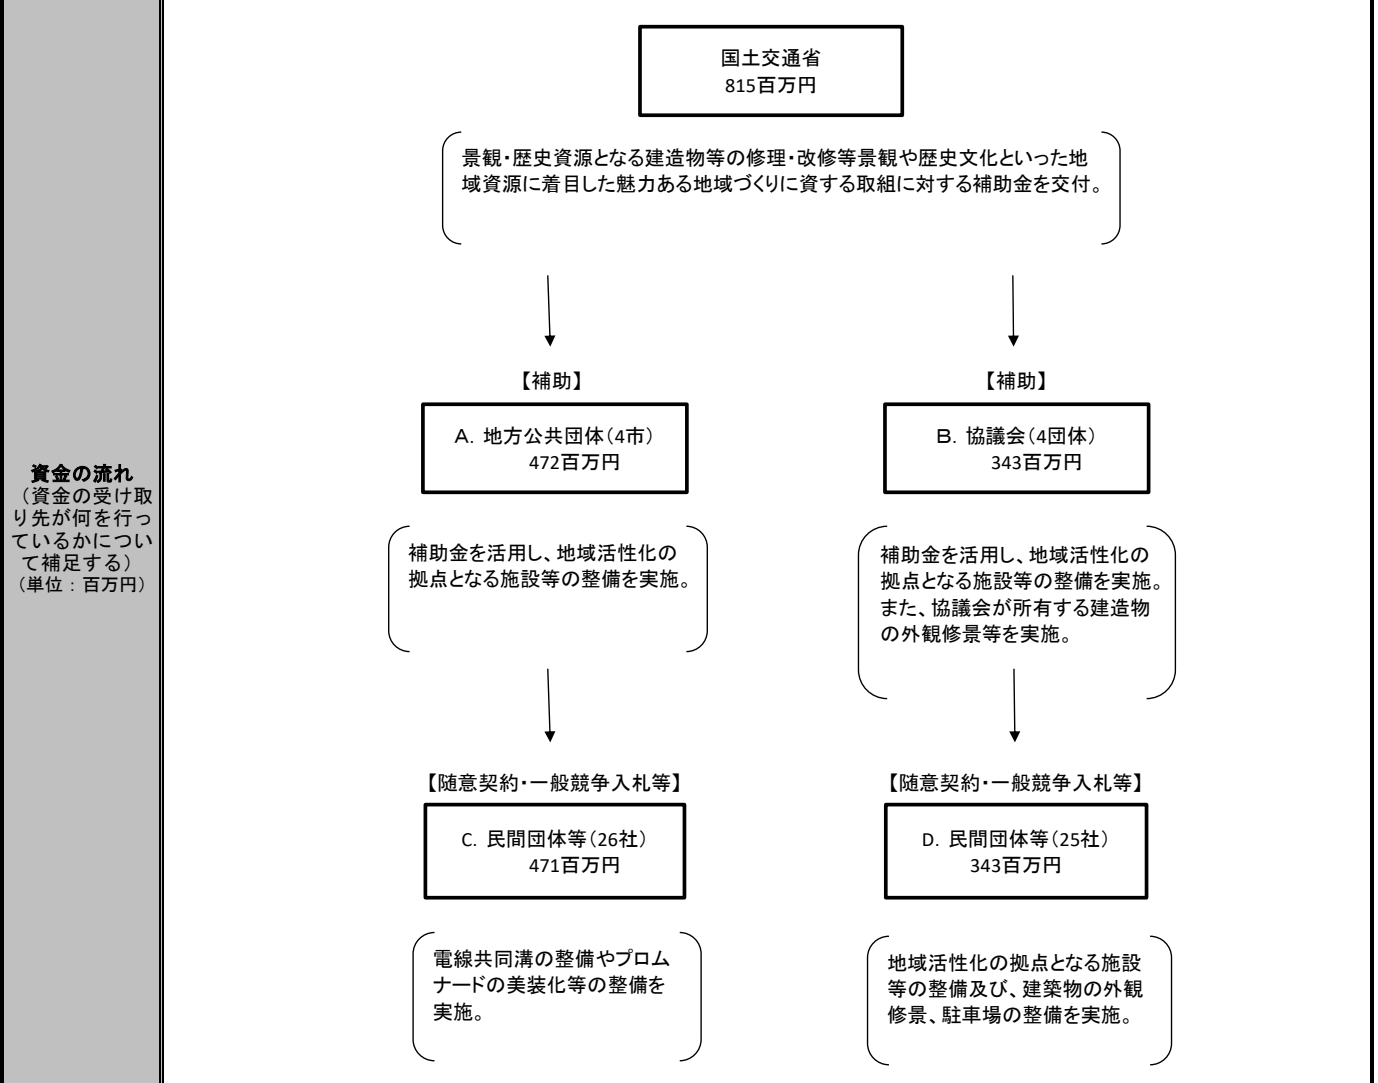 資金の流れ
（資金の受け取
り先が何を行っ
ているかについ
て補足する）
（単位：百万円）
国土交通省
815百万円
景観・歴史資源となる建造物等の修理・改修等景観や歴史文化といった地
域資源に着目した魅力ある地域づくりに資する取組に対する補助金を交付。
【補助】
A．地方公共団体（4市）
472百万円
補助金を活用し、地域活性化の
拠点となる施設等の整備を実施。
【随意契約・一般競争入札等】
C．民間団体等（26社）
471百万円
電線共同溝の整備やプロム
ナードの美装化等の整備を
実施。
【補助】
B．協議会（4団体）
343百万円
補助金を活用し、地域活性化の
拠点となる施設等の整備を実施。
また、協議会が所有する建造物
の外観修景等を実施。
【随意契約・一般競争入札等】
D．民間団体等（25社）
343百万円
地域活性化の拠点となる施設
等の整備及び、建築物の外観
修景、駐車場の整備を実施。